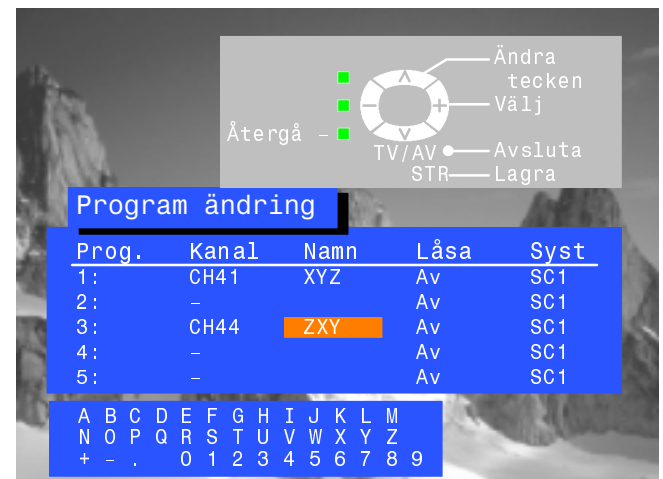 Ändra
tecken
Välj
Återgå –
TV/AV Avsluta
STR Lagra
Program ändring
Prog. Kanal Namn Låsa Syst
1: CH41 XYZ Av SC1
2: – Av SC1
3: CH44 ZXY Av SC1
4: – Av SC1
5: – Av SC1
A B C D E F G H I J K L M
N O P Q R S T U V W X Y Z
+ – . 0 1 2 3 4 5 6 7 8 9